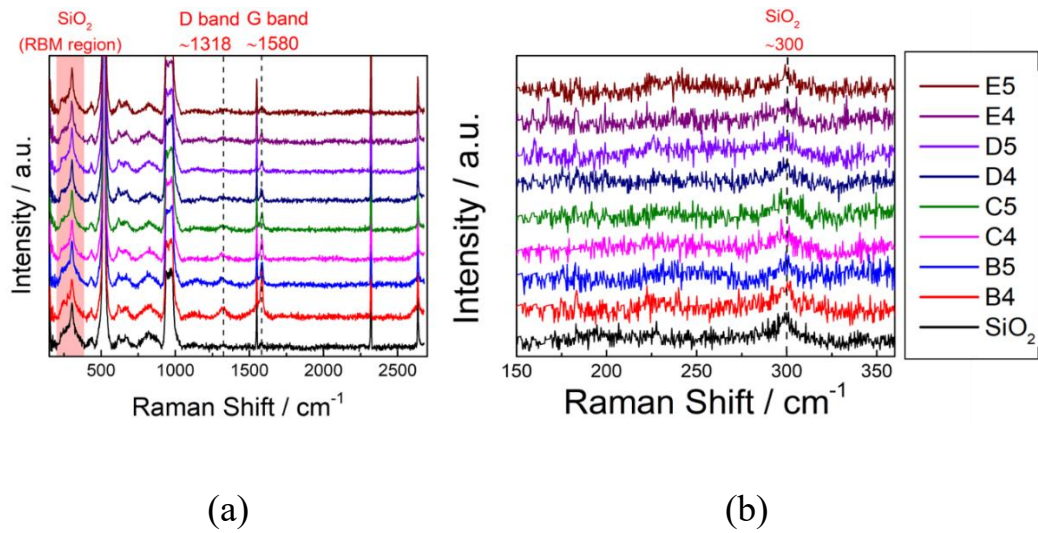 SiO2
(RBM region)
D band
~1318
G band
~1580
Intensity / a.u.
500
1000
1500
2000
2500
Raman Shift / cm-1
(a)
SiO2
~300
Intensity / a.u.
150
200
250
300
350
Raman Shift / cm-1
(b)
E5
E4
D5
D4
C5
C4
B5
B4
SiO2